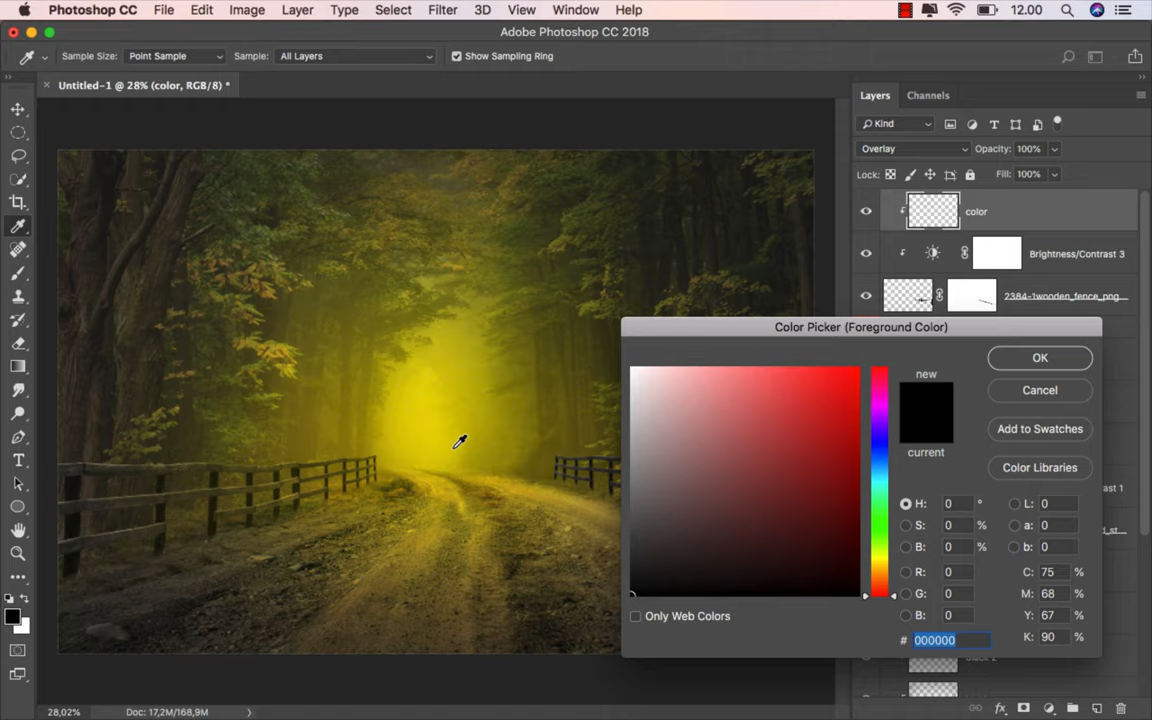 Photoshop CC File Edit Image Layer Type Select Filter 3D View Window Help 12.00
Adobe Photoshop CC 2018
Sample Size: Point Sample Sample: All Layers Show Sampling Ring
Untitled-1 @ 28% (color, RGB/8) *
Layers Channels
Kind
Overlay Opacity: 100%
Lock: Fill: 100%
color
Brightness/Contrast 3
2384-1wooden_fence_png...
Color Picker (Foreground Color)
OK
new
Cancel
Add to Swatches
current
Color Libraries
rast 1
H: 0 ° L: 0
S: 0 % a: 0
d_st...
B: 0 % b: 0
R: 0 C: 75 %
G: 0 M: 68 %
B: 0 Y: 67 %
Only Web Colors
# 000000 K: 90 %
28,02% Doc: 17,2M/168,9M
fx